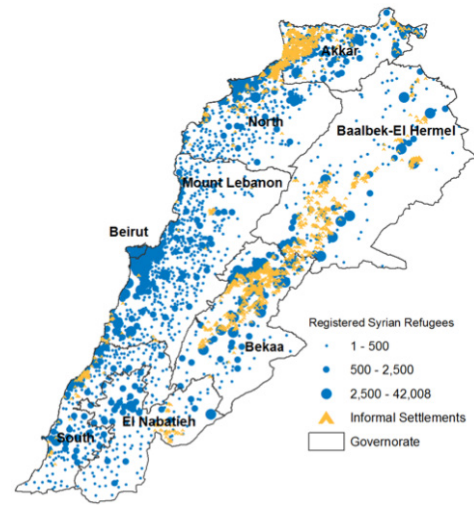 Akkar
North
Baalbek-El Hermel
Mount Lebanon
Beirut
Registered Syrian Refugees
1 - 500
500 - 2,500
2,500 - 42,008
Informal Settlements
Governorate
Bekaa
El Nabatieh
South